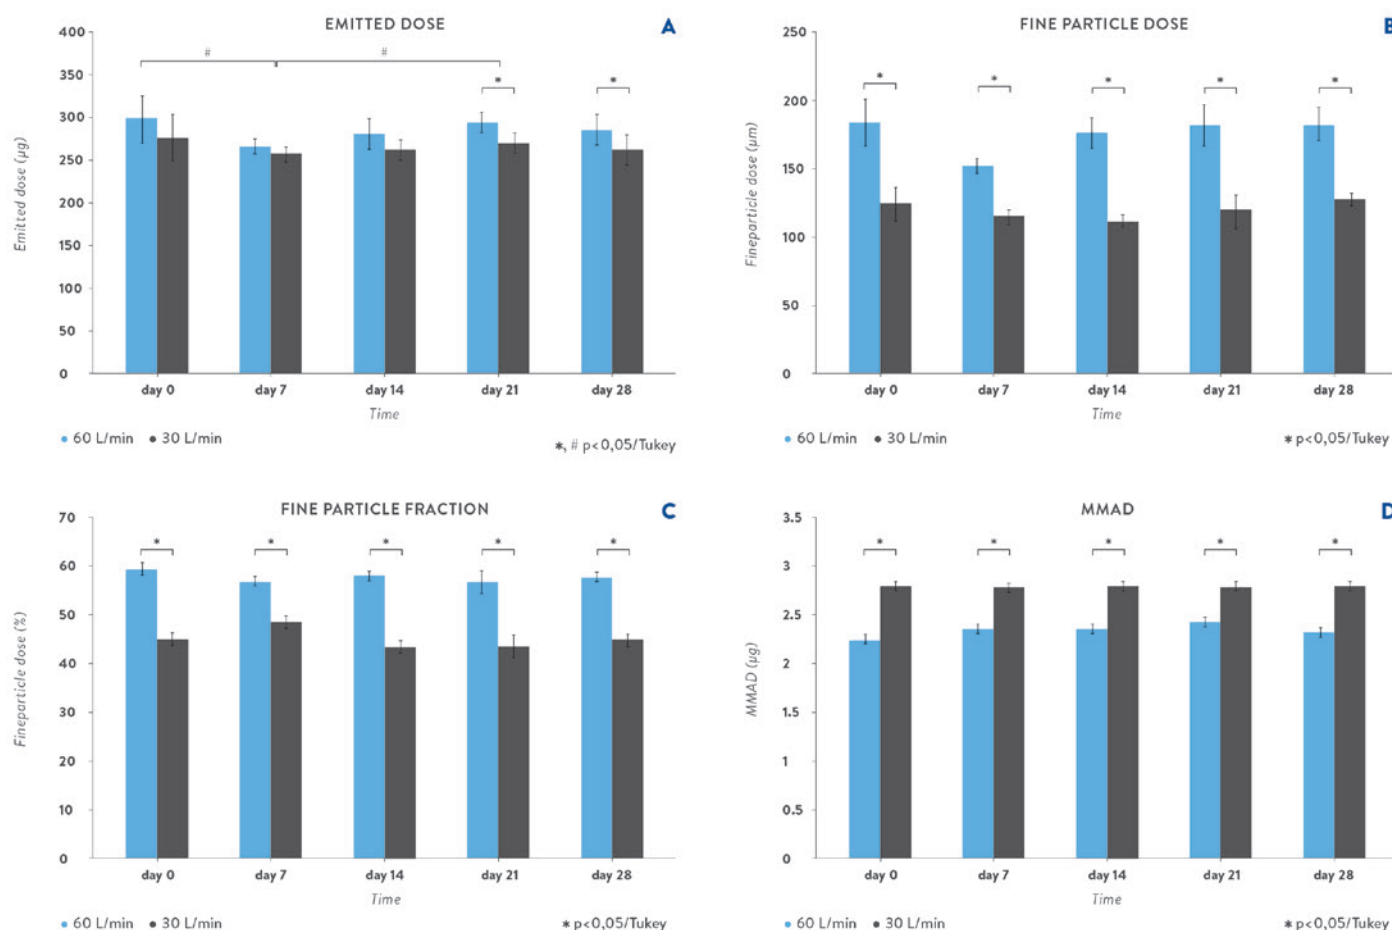 EMITTED DOSE
A
400
350
300
250
200
150
100
50
0
Emitted dose (µg)
#
#
*
*
day 0 day 7 day 14 day 21 day 28
Time
60 L/min 30 L/min
*, # p<0,05/Tukey
FINE PARTICLE DOSE
B
250
200
150
100
50
0
Fineparticle dose (µm)
* * * * *
day 0 day 7 day 14 day 21 day 28
Time
60 L/min 30 L/min
* p<0,05/Tukey
FINE PARTICLE FRACTION
C
70
60
50
40
30
20
10
0
Fineparticle dose (%)
* * * * *
day 0 day 7 day 14 day 21 day 28
Time
60 L/min 30 L/min
* p<0,05/Tukey
MMAD
D
3.5
3
2.5
2
1.5
1
0.5
0
MMAD (µg)
* * * * *
day 0 day 7 day 14 day 21 day 28
Time
60 L/min 30 L/min
* p<0,05/Tukey